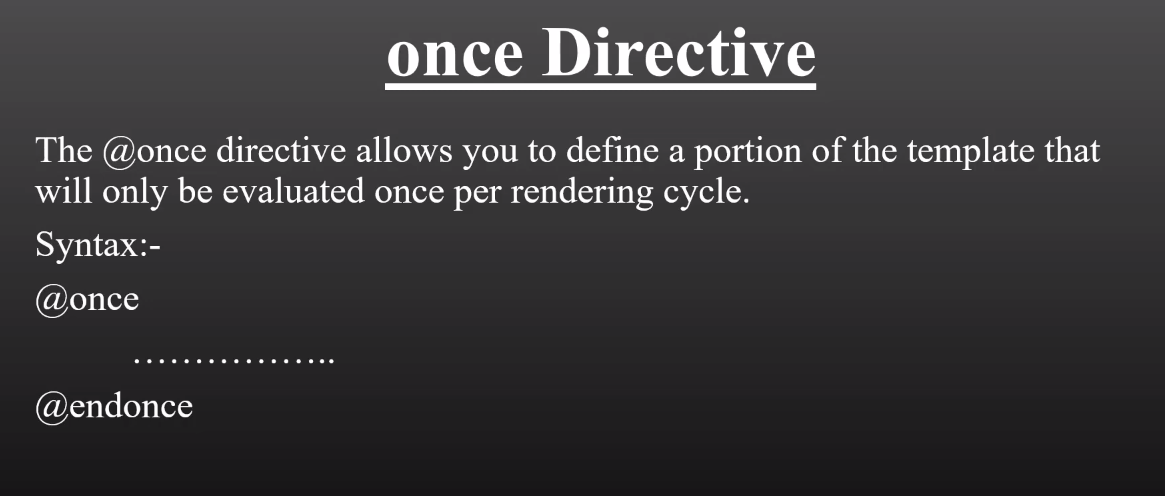 once Directive
The @once directive allows you to define a portion of the template that
will only be evaluated once per rendering cycle.
Syntax:-
@once
………………..
@endonce